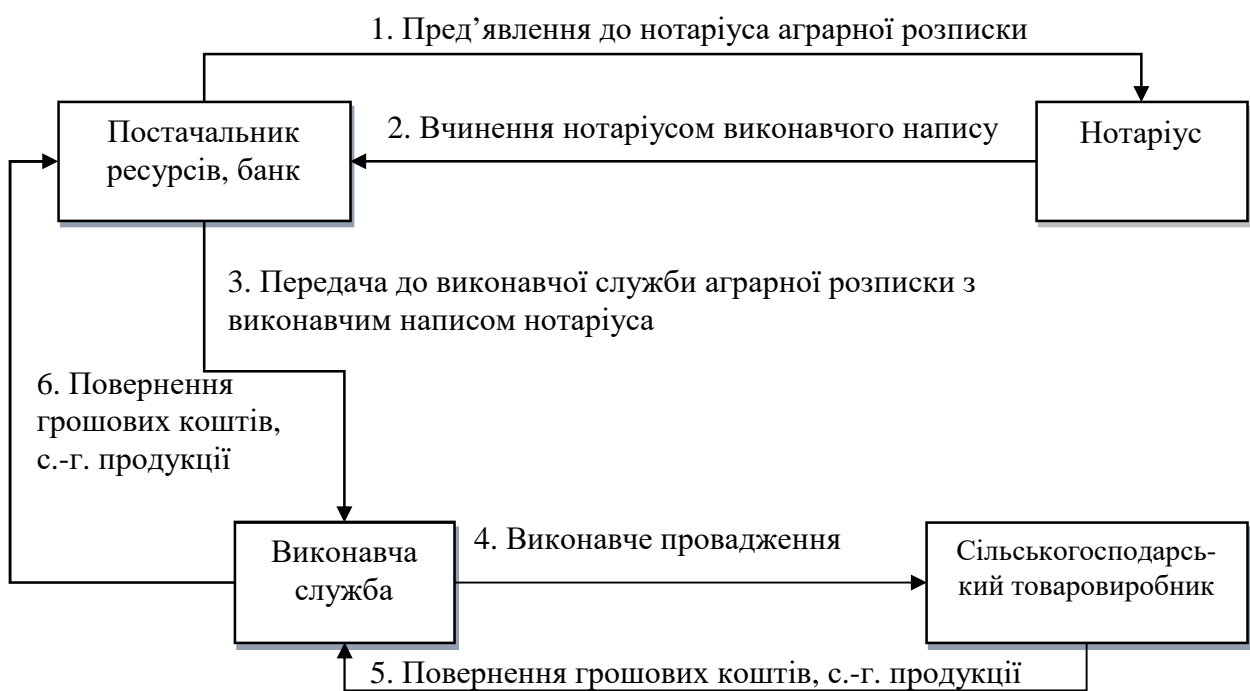 1. Пред’явлення до нотаріуса аграрної розписки
Постачальник
ресурсів, банк
2. Вчинення нотаріусом виконавчого напису
Нотаріус
3. Передача до виконавчої служби аграрної розписки з
виконавчим написом нотаріуса
6. Повернення
грошових коштів,
с.-г. продукції
Виконавча
служба
4. Виконавче провадження
Сільськогосподарсь-
кий товаровиробник
5. Повернення грошових коштів, с.-г. продукції